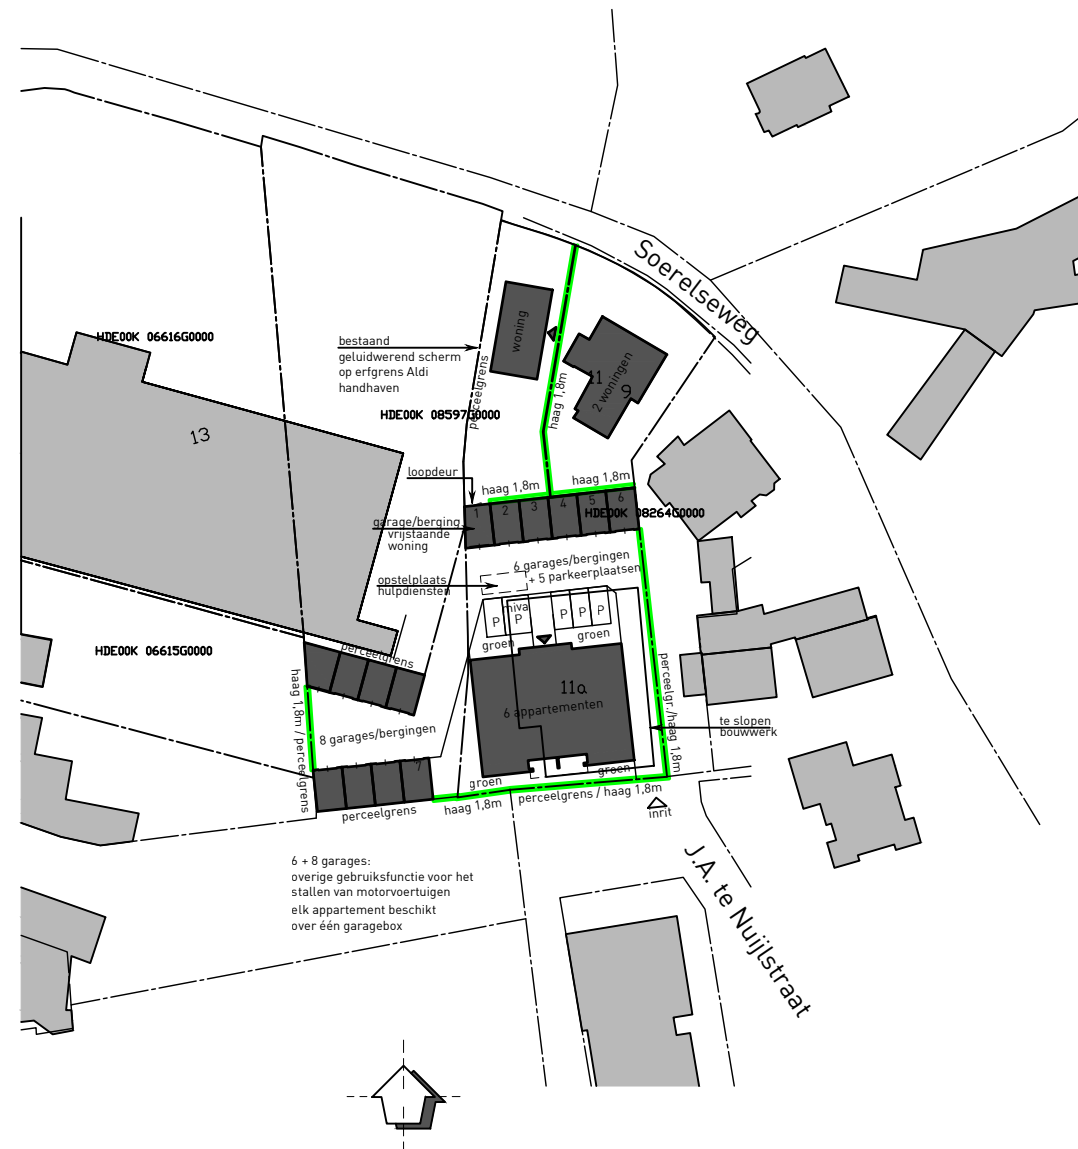 Soerelseweg
HDE00K 06616G0000
bestaand
geluidwerend scherm
op erfgrens Aldi
handhaven
woning
perceelgrens
haag 1,8m
11
9
2 woningen
HDE00K 08597G0000
13
loopdeur
haag 1,8m
haag 1,8m
1
2
3
4
5
6
HDE00K 08264G0000
garage/berging
vrijstaande
woning
6 garages/bergingen
+ 5 parkeerplaatsen
opstelplaats
hulpdiensten
miva
P
P
P
P
P
groen
groen
HDE00K 06615G0000
perceelgrens
haag 1,8m / perceelgrens
8 garages/bergingen
11a
6 appartementen
perceelgr./haag 1,8m
te slopen
bouwwerk
7
groen
groen
perceelgrens
haag 1,8m
perceelgrens / haag 1,8m
inrit
J.A. te Nuijlstraat
6 + 8 garages:
overige gebruiksfunctie voor het
stallen van motorvoertuigen
elk appartement beschikt
over één garagebox